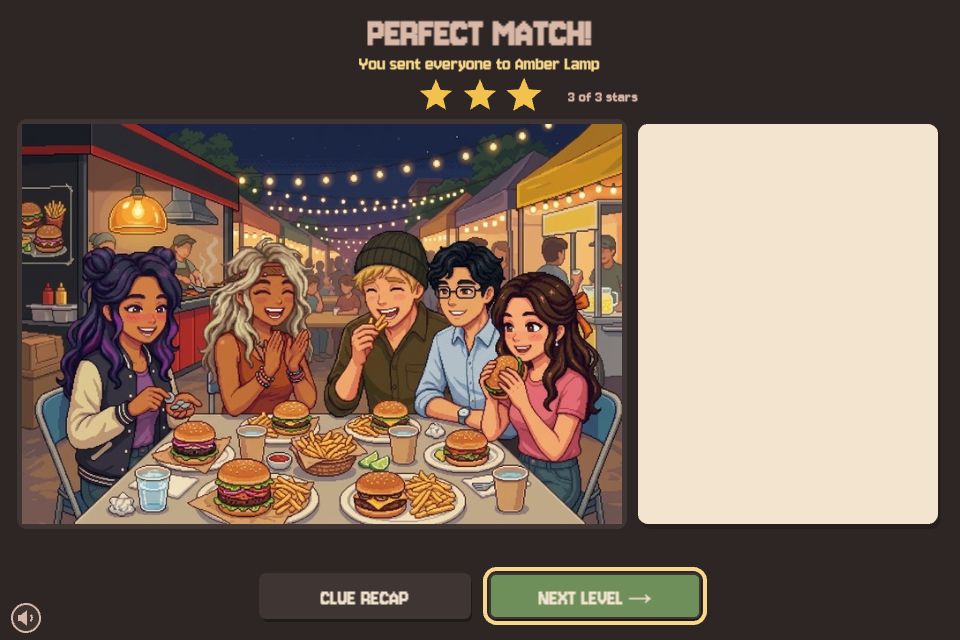 PERFECT MATCH!
You sent everyone to Amber Lamp
3 of 3 stars
CLUE RECAP
NEXT LEVEL →